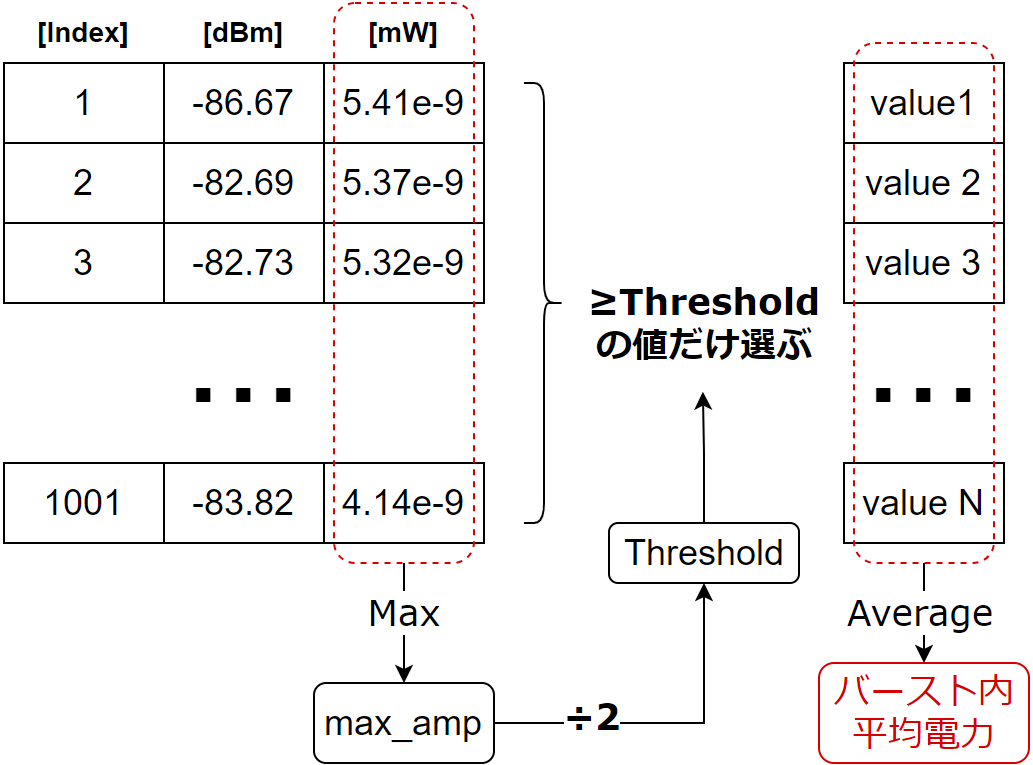 [Index] [dBm] [mW]
1 -86.67 5.41e-9 value1
2 -82.69 5.37e-9 value 2
3 -82.73 5.32e-9 value 3
≥Threshold
の値だけ選ぶ
1001 -83.82 4.14e-9 value N
Threshold
Max
Average
max_amp
÷2
バースト内
平均電力